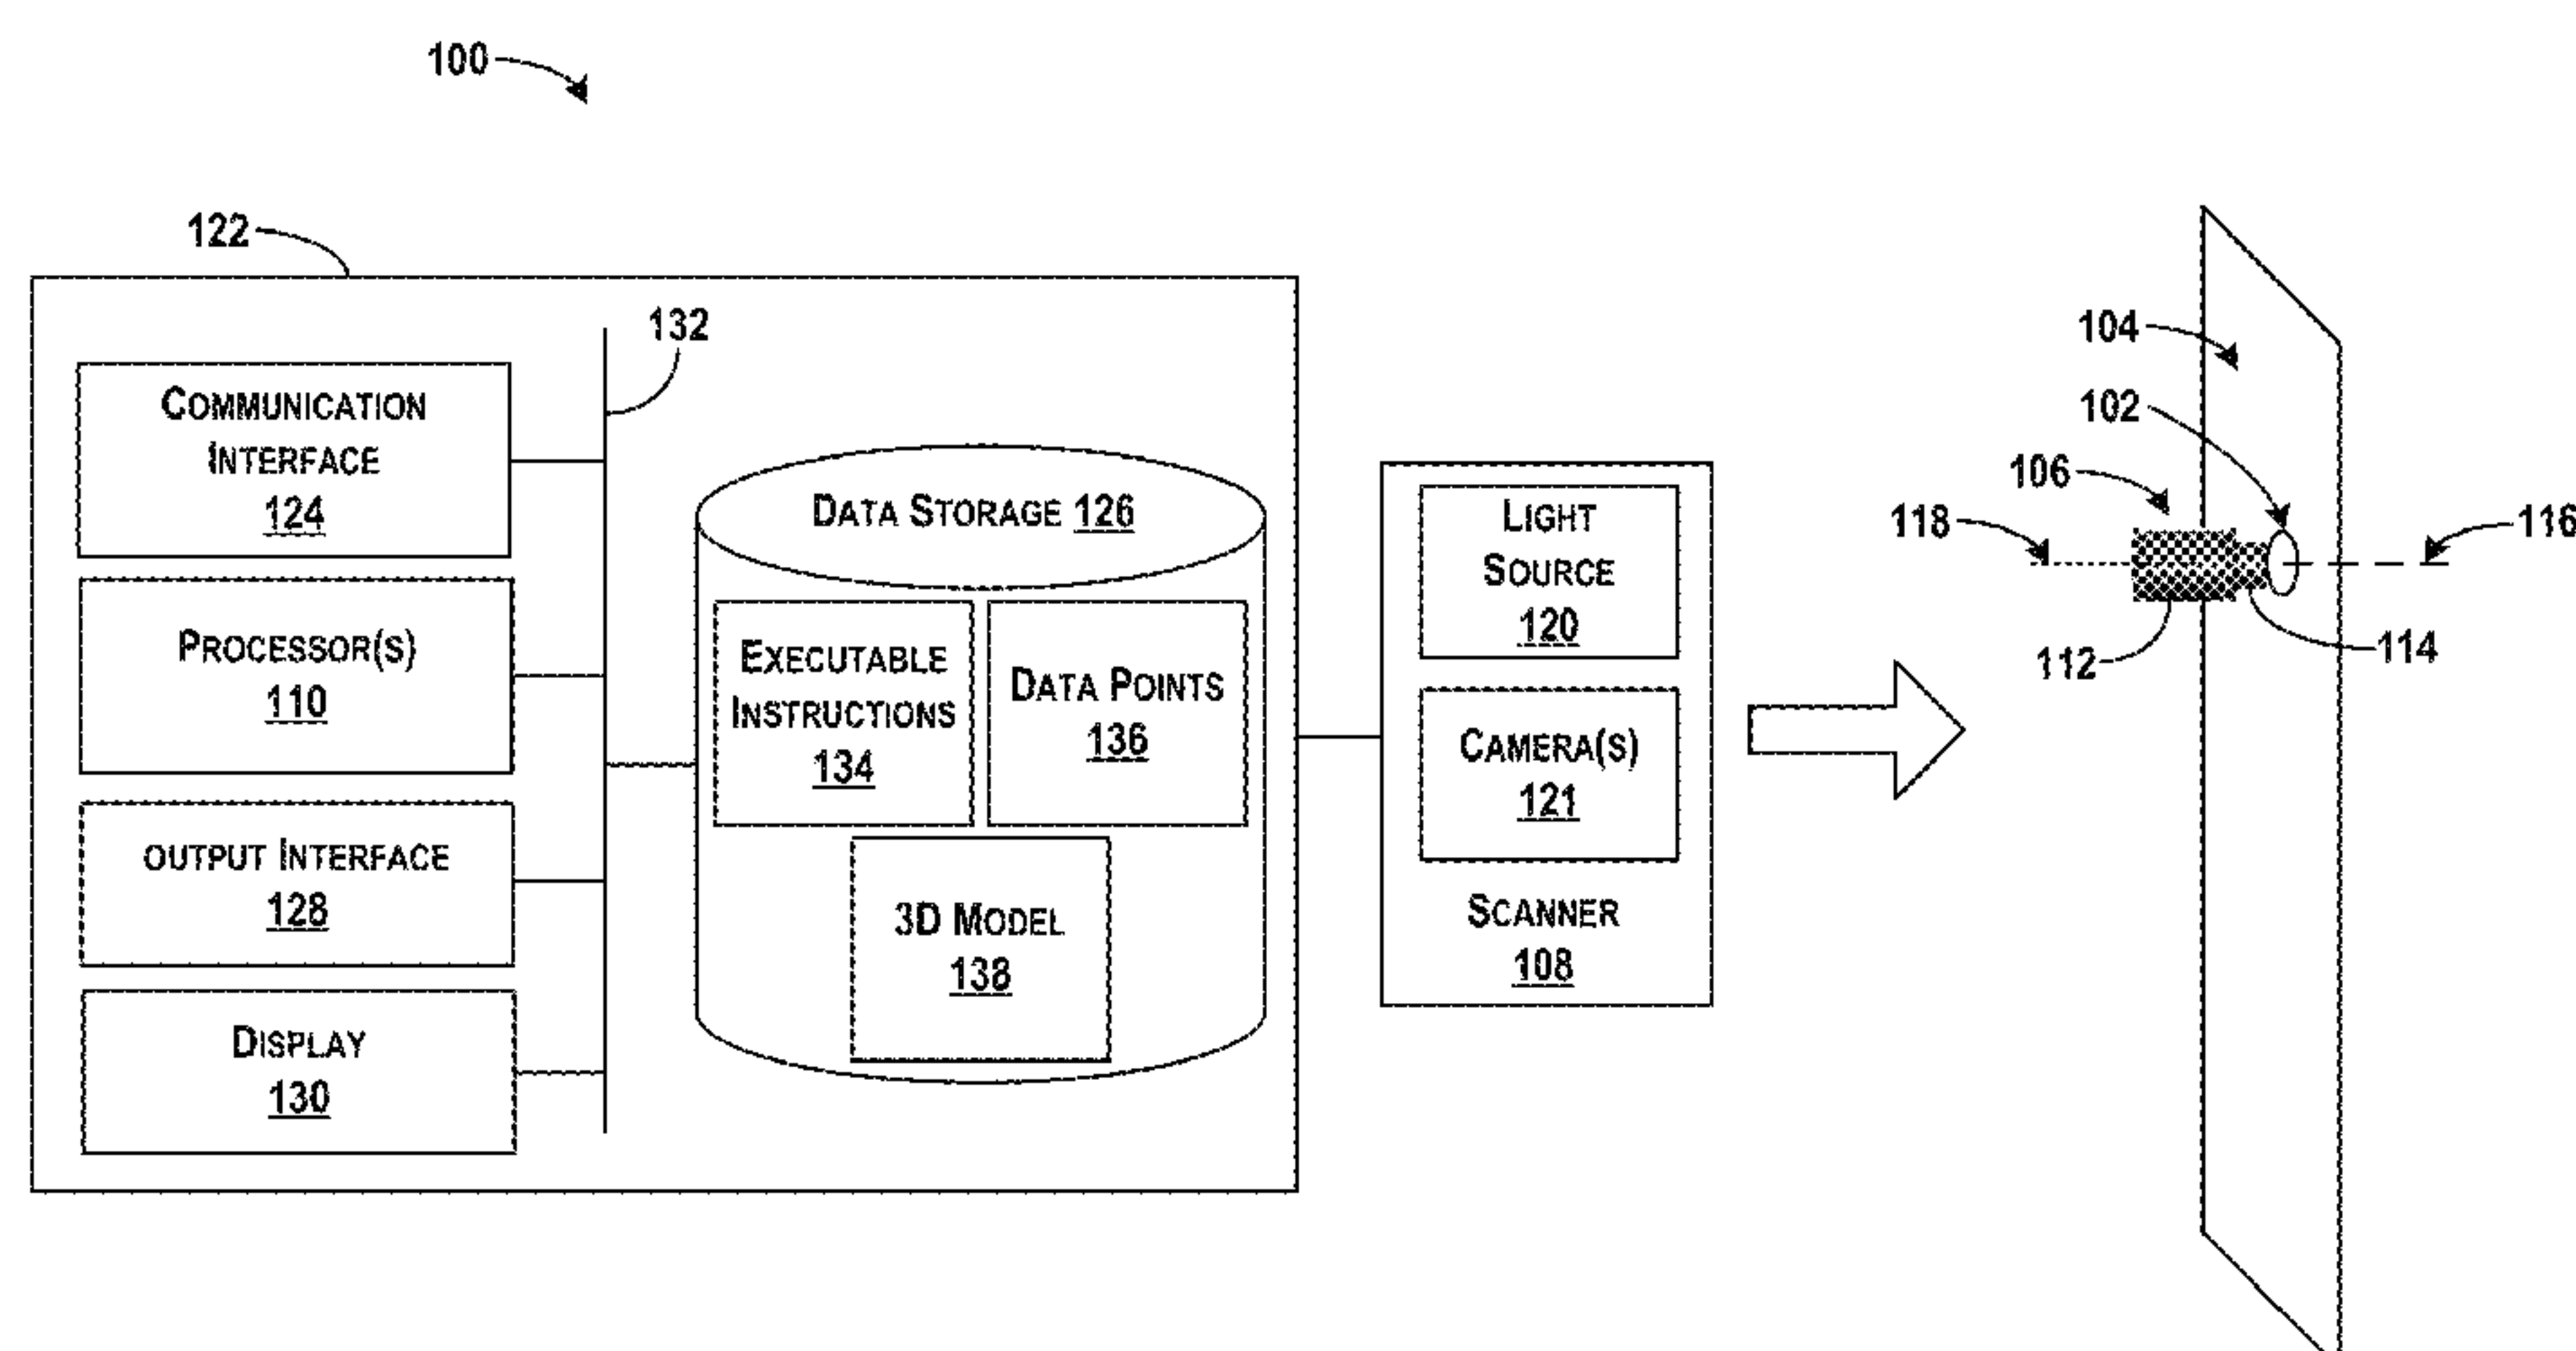 100
122
132
COMMUNICATION
INTERFACE
124
PROCESSOR(S)
110
OUTPUT INTERFACE
128
DISPLAY
130
DATA STORAGE 126
EXECUTABLE
INSTRUCTIONS
134
DATA POINTS
136
3D MODEL
138
LIGHT
SOURCE
120
CAMERA(S)
121
SCANNER
108
104
102
106
118
116
112
114